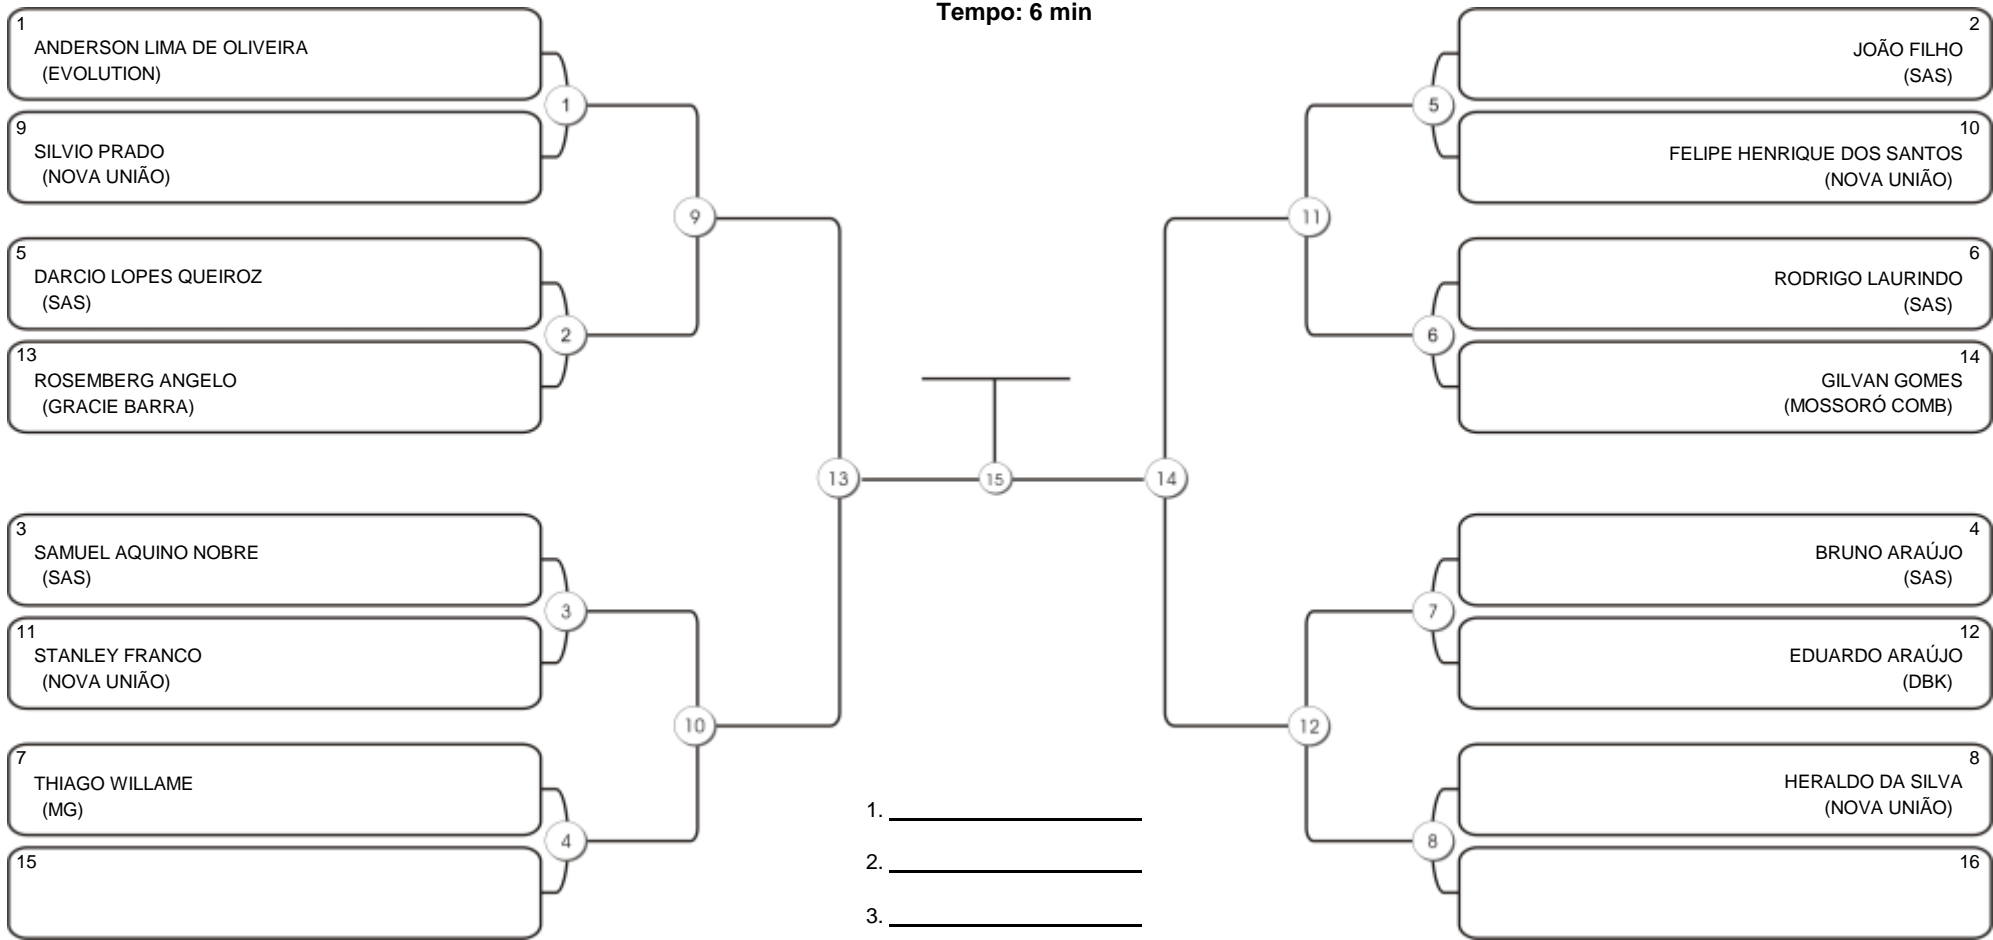 Tempo: 6 min
1
ANDERSON LIMA DE OLIVEIRA
(EVOLUTION)
9
SILVIO PRADO
(NOVA UNIÃO)
5
DARCIO LOPES QUEIROZ
(SAS)
13
ROSEMBERG ANGELO
(GRACIE BARRA)
3
SAMUEL AQUINO NOBRE
(SAS)
11
STANLEY FRANCO
(NOVA UNIÃO)
7
THIAGO WILLAME
(MG)
15
1
2
3
4
9
10
13
15
14
11
12
5
6
7
8
2
JOÃO FILHO
(SAS)
10
FELIPE HENRIQUE DOS SANTOS
(NOVA UNIÃO)
6
RODRIGO LAURINDO
(SAS)
14
GILVAN GOMES
(MOSSORÓ COMB)
4
BRUNO ARAÚJO
(SAS)
12
EDUARDO ARAÚJO
(DBK)
8
HERALDO DA SILVA
(NOVA UNIÃO)
16
1.
2.
3.